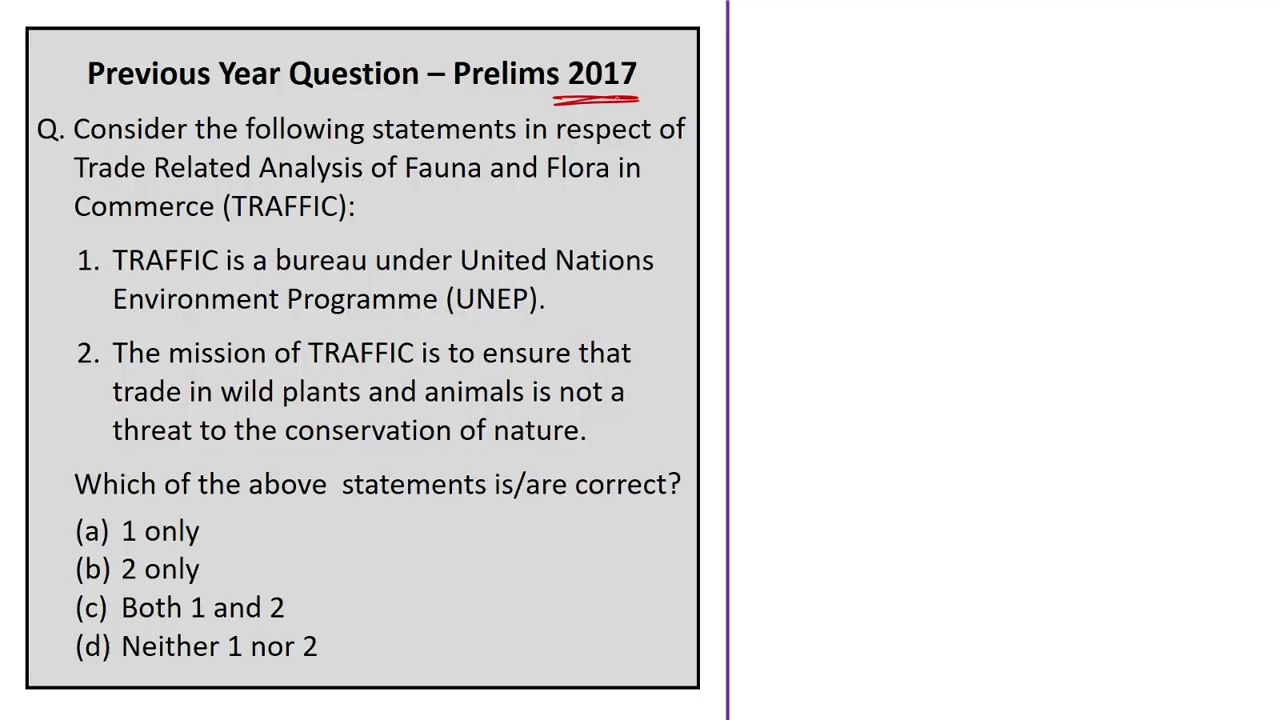 Previous Year Question – Prelims 2017
Q. Consider the following statements in respect of
Trade Related Analysis of Fauna and Flora in
Commerce (TRAFFIC):
1. TRAFFIC is a bureau under United Nations
Environment Programme (UNEP).
2. The mission of TRAFFIC is to ensure that
trade in wild plants and animals is not a
threat to the conservation of nature.
Which of the above statements is/are correct?
(a) 1 only
(b) 2 only
(c) Both 1 and 2
(d) Neither 1 nor 2